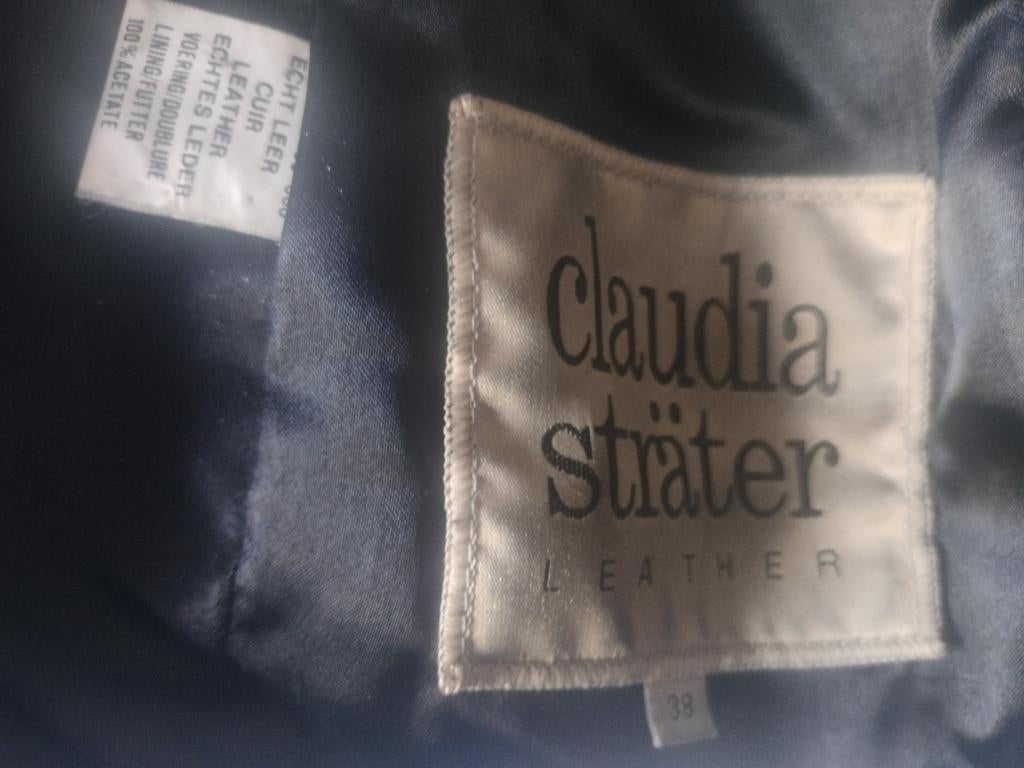 ECHT LEER
CUIR
LEATHER
ECHTES LEDER
VOERING/DOUBLURE
LINING/FUTTER
100% ACETATE
claudia
sträter
LEATHER
38